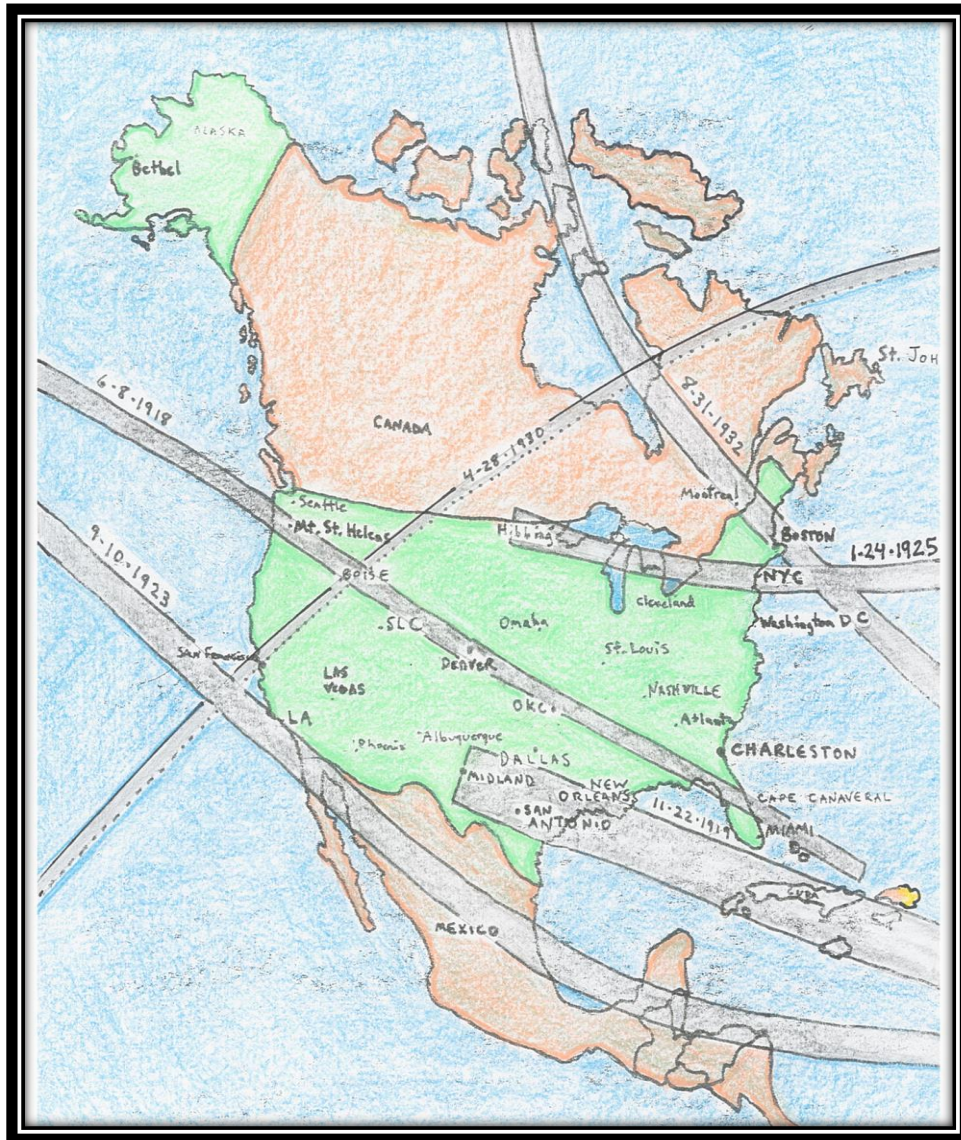 ALASKA
Bethel
St. JOH
6-8-1918
CANADA
4-28-1930
8-31-1932
Montreal
Seattle
Mt. St. Helens
Hibbing
BOSTON
1-24-1925
9-10-1923
BOISE
NYC
Cleveland
Washington D C
SLC
Omaha
St. Louis
SAN Francisco
DENVER
LAS
VEGAS
NASHVILLE
OKC
LA
Atlanta
Phoenix
Albuquerque
CHARLESTON
DALLAS
MIDLAND
NEW
ORLEANS
CAPE CANAVERAL
SAN
ANTONIO
11-22-1919
MIAMI
CUBA
MEXICO